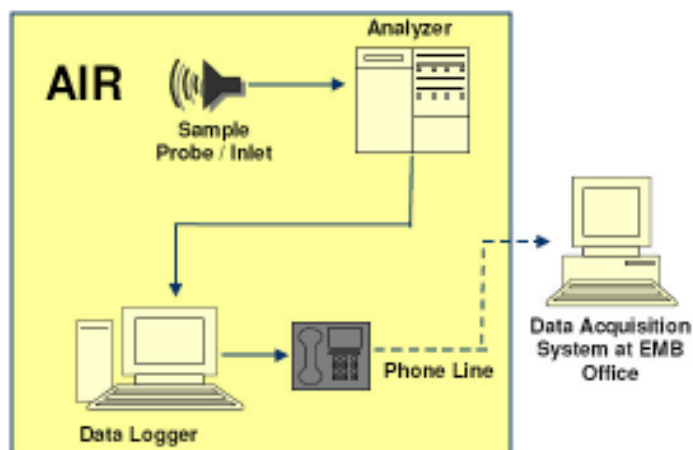 Analyzer
AIR
Sample
Probe / Inlet
Data Acquisition
System at EMB
Office
Phone Line
Data Logger